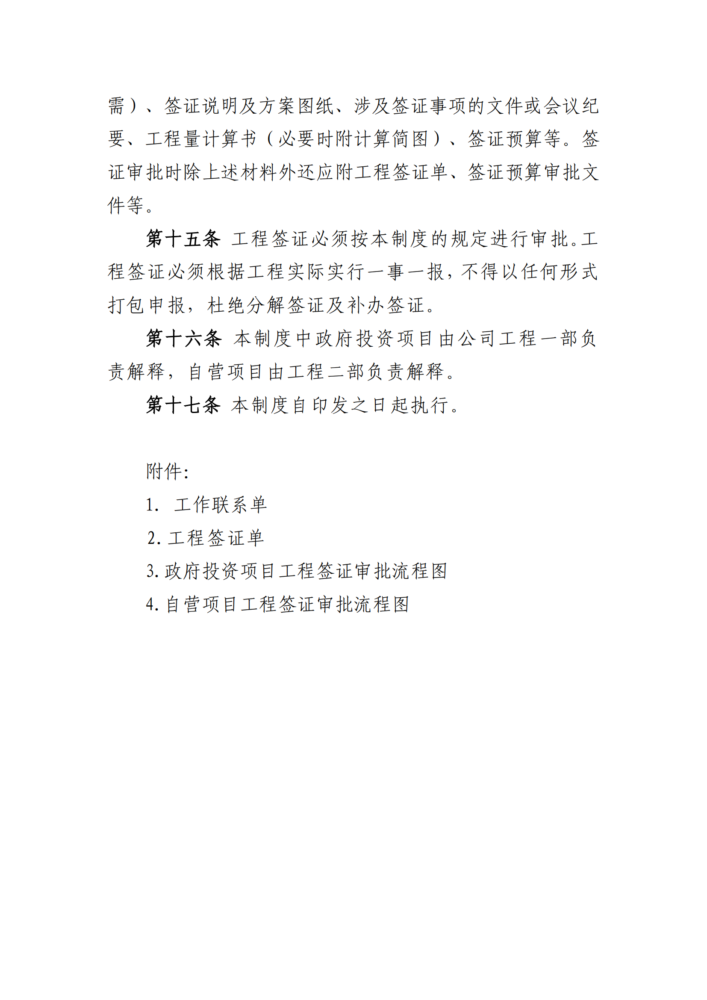 需）、签证说明及方案图纸、涉及签证事项的文件或会议纪
要、工程量计算书（必要时附计算简图）、签证预算等。签
证审批时除上述材料外还应附工程签证单、签证预算审批文
件等。
第十五条 工程签证必须按本制度的规定进行审批。工
程签证必须根据工程实际实行一事一报，不得以任何形式
打包申报，杜绝分解签证及补办签证。
第十六条 本制度中政府投资项目由公司工程一部负
责解释，自营项目由工程二部负责解释。
第十七条 本制度自印发之日起执行。
附件：
1. 工作联系单
2.工程签证单
3.政府投资项目工程签证审批流程图
4.自营项目工程签证审批流程图